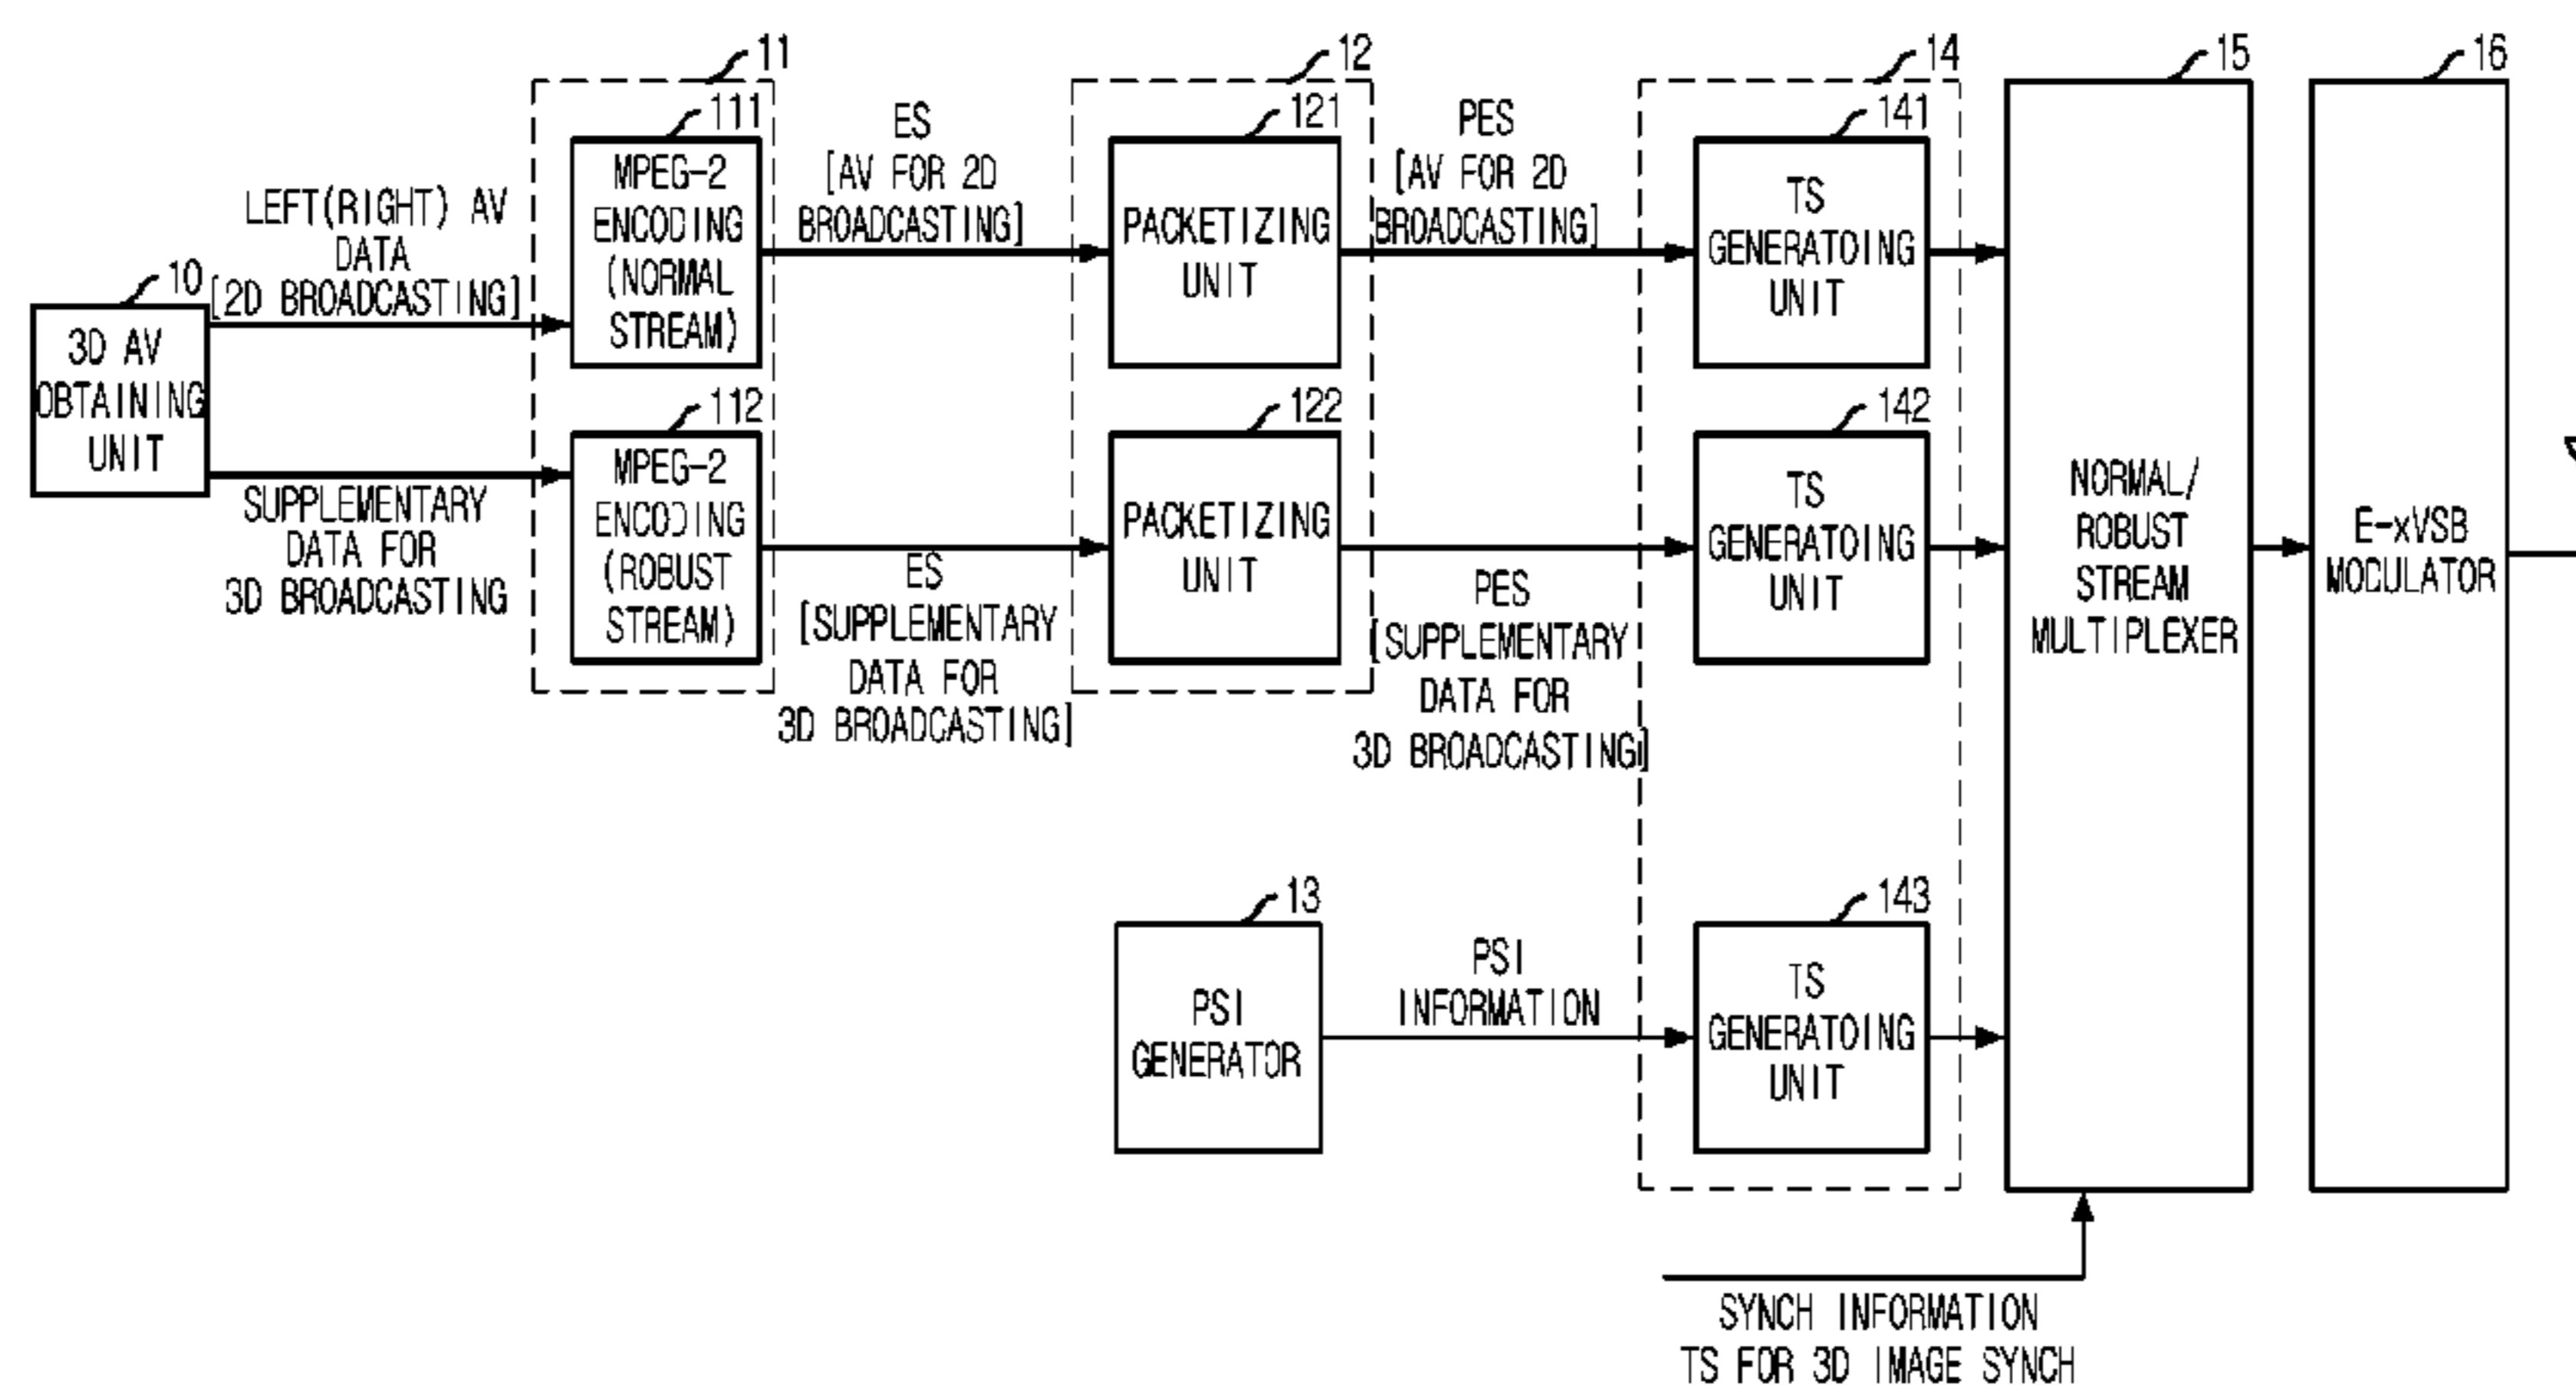 11
12
14
15
16
111
MPEG-2
ENCODING
(NORMAL
STREAM)
ES
[AV FOR 2D
BROADCASTING]
121
PACKETIZING
UNIT
PES
[AV FOR 2D
BROADCASTING]
141
TS
GENERATOING
UNIT
LEFT(RIGHT) AV
DATA
[2D BROADCASTING]
10
3D AV
OBTAINING
UNIT
SUPPLEMENTARY
DATA FOR
3D BROADCASTING
112
MPEG-2
ENCODING
(ROBUST
STREAM)
ES
[SUPPLEMENTARY
DATA FOR
3D BROADCASTING]
122
PACKETIZING
UNIT
PES
[SUPPLEMENTARY
DATA FOR
3D BROADCASTING]
142
TS
GENERATOING
UNIT
NORMAL/
ROBUST
STREAM
MULTIPLEXER
E-xVSB
MODULATOR
13
PSI
GENERATOR
PSI
INFORMATION
143
TS
GENERATOING
UNIT
SYNCH INFORMATION
TS FOR 3D IMAGE SYNCH